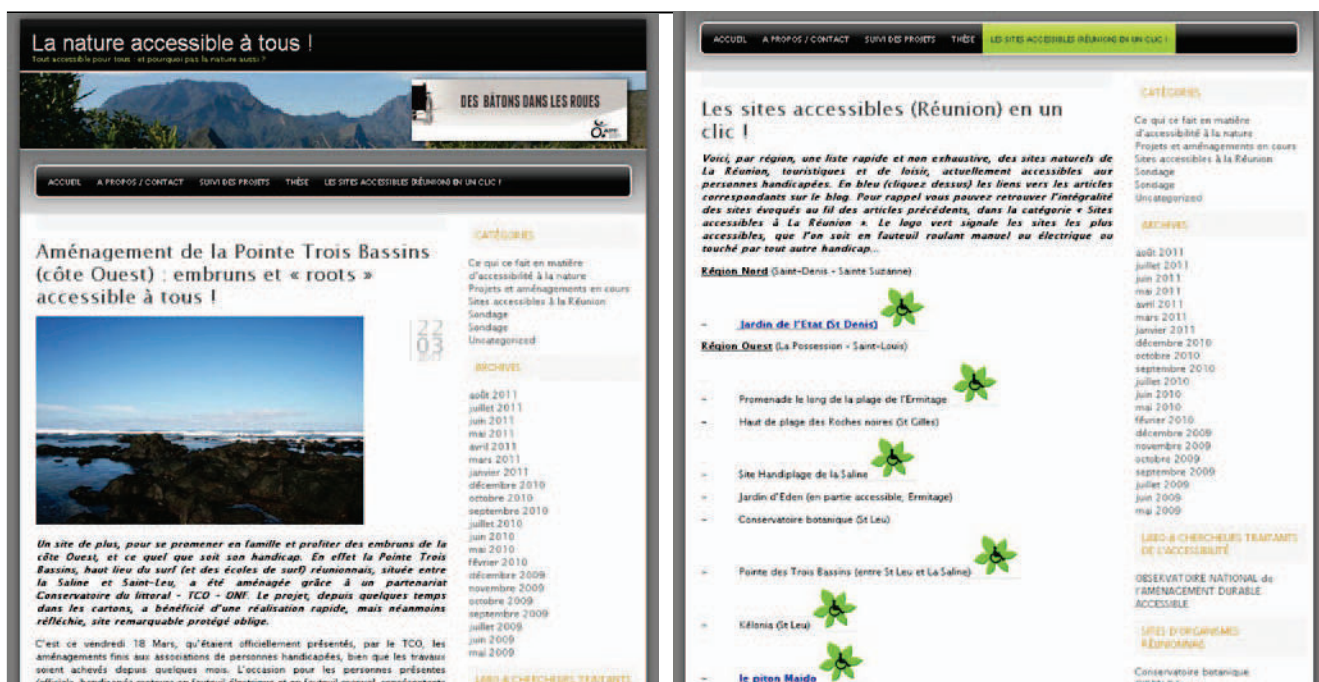 La nature accessible à tous !
Tout accessible pour tous : et pourquoi pas la nature aussi ?
DES BÂTONS DANS LES ROUES
ACCUEIL A PROPOS / CONTACT SUIVI DES PROJETS THÈSE LES SITES ACCESSIBLES (RÉUNION) EN UN CLIC !
Aménagement de la Pointe Trois Bassins
(côte Ouest) : embruns et « roots »
accessible à tous !
22
03
Un site de plus, pour se promener en famille et profiter des embruns de la
côte Ouest, et ce quel que soit son handicap. En effet la Pointe Trois
Bassins, haut lieu du surf (et des écoles de surf) réunionnais, située entre
la Saline et Saint-Leu, a été aménagée grâce à un partenariat
Conservatoire du littoral - TCO - ONF. Le projet, depuis quelques temps
dans les cartons, a bénéficié d'une réalisation rapide, mais néanmoins
réfléchie, site remarquable protégé oblige.
C'est ce vendredi 18 Mars, qu'étaient officiellement présentés, par le TCO, les
aménagements finis aux associations de personnes handicapées, bien que les travaux
soient achevés depuis quelques mois. L'occasion pour les personnes présentes
CATÉGORIES
Ce qui ce fait en matière
d'accessibilité à la nature
Projets et aménagements en cours
Sites accessibles à la Réunion
Sondage
Sondage
Uncategorized
ARCHIVES
août 2011
juillet 2011
juin 2011
mai 2011
avril 2011
mars 2011
janvier 2011
décembre 2010
octobre 2010
septembre 2010
juillet 2010
juin 2010
mai 2010
février 2010
décembre 2009
novembre 2009
octobre 2009
septembre 2009
juillet 2009
juin 2009
mai 2009
LABO & CHERCHEURS TRAITANTS
ACCUEIL A PROPOS / CONTACT SUIVI DES PROJETS THÈSE LES SITES ACCESSIBLES (RÉUNION) EN UN CLIC !
Les sites accessibles (Réunion) en un
clic !
Voici, par région, une liste rapide et non exhaustive, des sites naturels de
La Réunion, touristiques et de loisir, actuellement accessibles aux
personnes handicapées. En bleu (cliquez dessus) les liens vers les articles
correspondants sur le blog. Pour rappel vous pouvez retrouver l'intégralité
des sites évoqués au fil des articles précédents, dans la catégorie « Sites
accessibles à La Réunion ». Le logo vert signale les sites les plus
accessibles, que l'on soit en fauteuil roulant manuel ou électrique ou
touché par tout autre handicap...
Région Nord (Saint-Denis - Sainte Suzanne)
- Jardin de l'Etat (St Denis)
Région Ouest (La Possession - Saint-Louis)
- Promenade le long de la plage de l'Ermitage
- Haut de plage des Roches noires (St Gilles)
- Site Handiplage de la Saline
- Jardin d'Eden (en partie accessible, Ermitage)
- Conservatoire botanique (St Leu)
- Pointe des Trois Bassins (entre St Leu et La Saline)
- Kélonia (St Leu)
- le piton Maïdo
CATÉGORIES
Ce qui ce fait en matière
d'accessibilité à la nature
Projets et aménagements en cours
Sites accessibles à la Réunion
Sondage
Sondage
Uncategorized
ARCHIVES
août 2011
juillet 2011
juin 2011
mai 2011
avril 2011
mars 2011
janvier 2011
décembre 2010
octobre 2010
septembre 2010
juillet 2010
juin 2010
mai 2010
février 2010
décembre 2009
novembre 2009
octobre 2009
septembre 2009
juillet 2009
juin 2009
mai 2009
LABO & CHERCHEURS TRAITANTS
DE L'ACCESSIBILITÉ
OBSERVATOIRE NATIONAL de
l'AMENAGEMENT DURABLE
ACCESSIBLE
SITES D'ORGANISMES
RÉUNIONNAIS
Conservatoire botanique